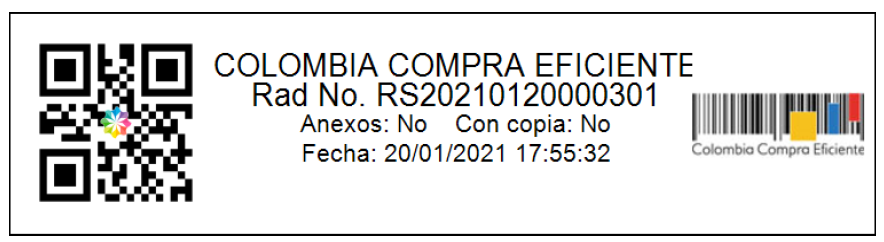 COLOMBIA COMPRA EFICIENTE
Rad No. RS20210120000301
Anexos: No Con copia: No
Fecha: 20/01/2021 17:55:32
Colombia Compra Eficiente